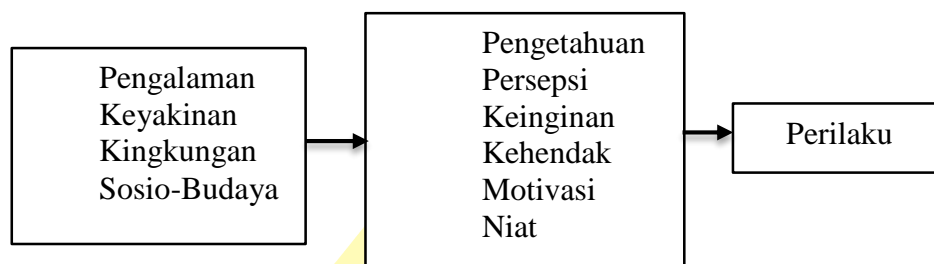 Pengalaman
Keyakinan
Kingkungan
Sosio-Budaya
Pengetahuan
Persepsi
Keinginan
Kehendak
Motivasi
Niat
Perilaku